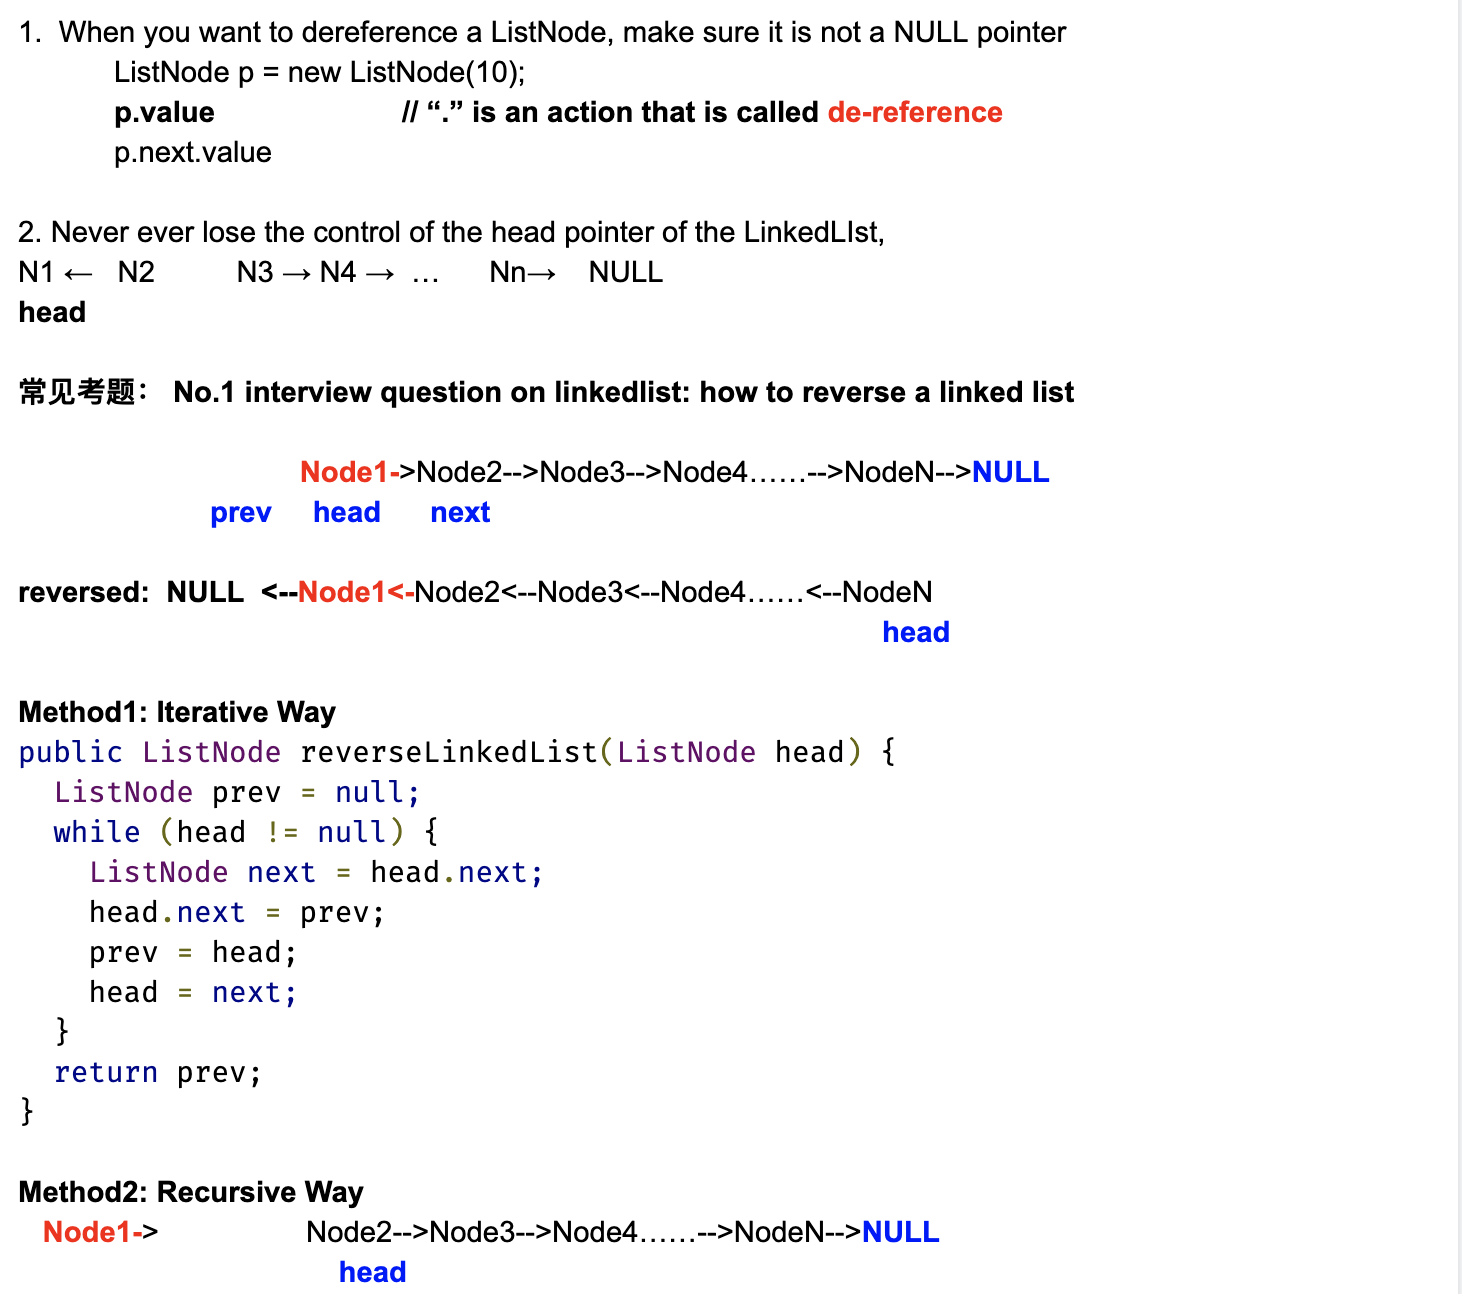 1.  When you want to dereference a ListNode, make sure it is not a NULL pointer
ListNode p = new ListNode(10);
p.value // “.” is an action that is called de-reference
p.next.value
2. Never ever lose the control of the head pointer of the LinkedLIst,
N1 ← N2 N3 → N4 → … Nn→ NULL
head
常见考题： No.1 interview question on linkedlist: how to reverse a linked list
Node1->Node2-->Node3-->Node4……-->NodeN-->NULL
prev head next
reversed: NULL <--Node1<-Node2<--Node3<--Node4……<--NodeN
head
Method1: Iterative Way
public ListNode reverseLinkedList(ListNode head) {
  ListNode prev = null;
  while (head != null) {
    ListNode next = head.next;
    head.next = prev;
    prev = head;
    head = next;
  }
  return prev;
}
Method2: Recursive Way
Node1-> Node2-->Node3-->Node4……-->NodeN-->NULL
head